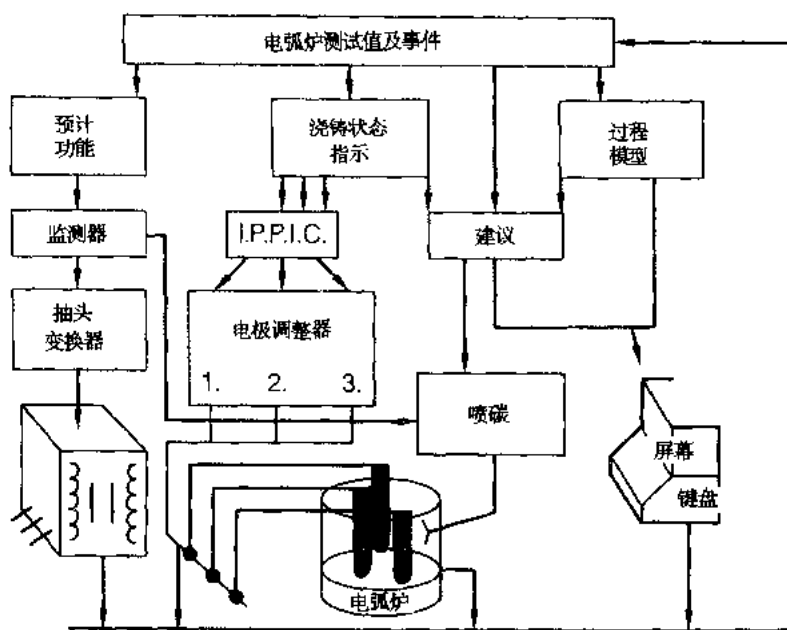 电弧炉测试值及事件
预计
功能
浇铸状态
指示
过程
模型
监测器
I.P.P.I.C.
建议
抽头
变换器
电极调整器
1. 2. 3.
喷碳
屏幕
键盘
电弧炉